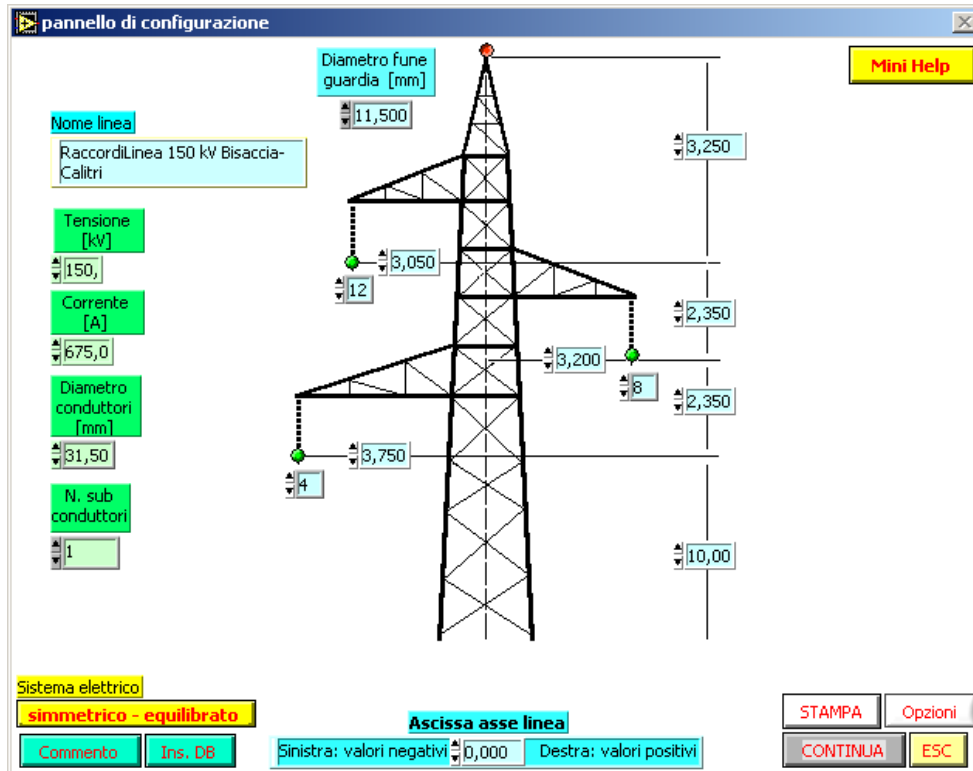 pannello di configurazione
Diametro fune
guardia [mm]
11,500
Mini Help
Nome linea
RaccordiLinea 150 kV Bisaccia-
Calitri
3,250
Tensione
[kV]
150,
3,050
12
Corrente
[A]
675,0
2,350
3,200
8
Diametro
conduttori
[mm]
31,50
2,350
3,750
4
N. sub
conduttori
1
10,00
Sistema elettrico
simmetrico - equilibrato
Commento
Ins. DB
Ascissa asse linea
Sinistra: valori negativi
0,000
Destra: valori positivi
STAMPA
Opzioni
CONTINUA
ESC